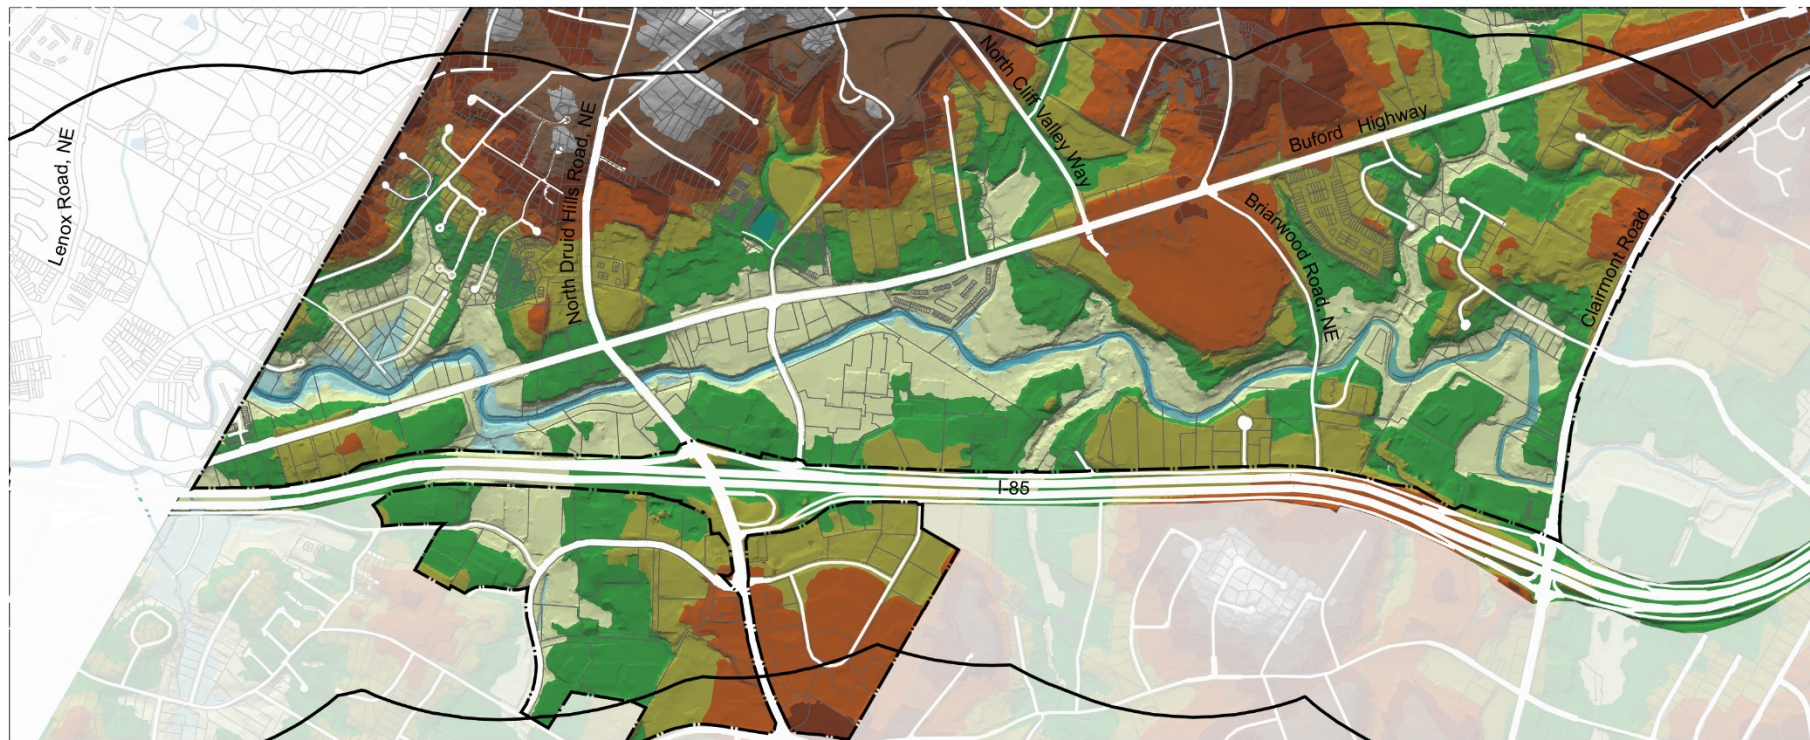 Lenox Road, NE
North Druid Hills Road, NE
North Cliff Valley Way
Buford Highway
Briarwood Road, NE
Clairmont Road
I-85